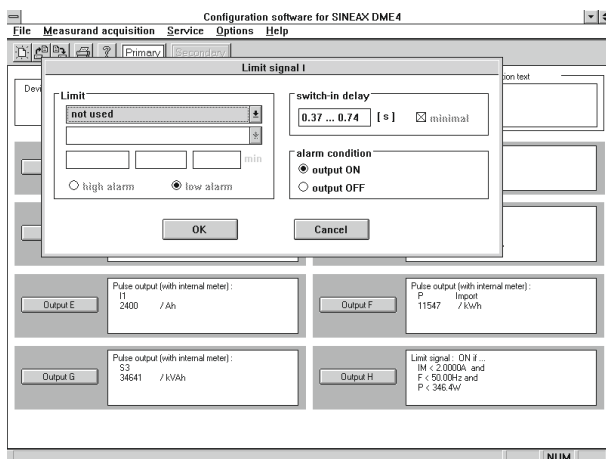 Configuration software for SINEAX DME4
File Measurand acquisition Service Options Help
? Primary Secondary
Limit signal I
ion text
Devi
Limit
not used
min
high alarm low alarm
switch-in delay
0.37 ... 0.74 [s] minimal
alarm condition
output ON
output OFF
OK Cancel
Output E
Pulse output (with internal meter) :
I1
2400 / Ah
Output F
Pulse output (with internal meter) :
P Import
11547 / kWh
Output G
Pulse output (with internal meter) :
S3
34641 / kVAh
Output H
Limit signal : ON if ...
IM < 2.0000A and
F < 50.00Hz and
P < 346.4W
NUM